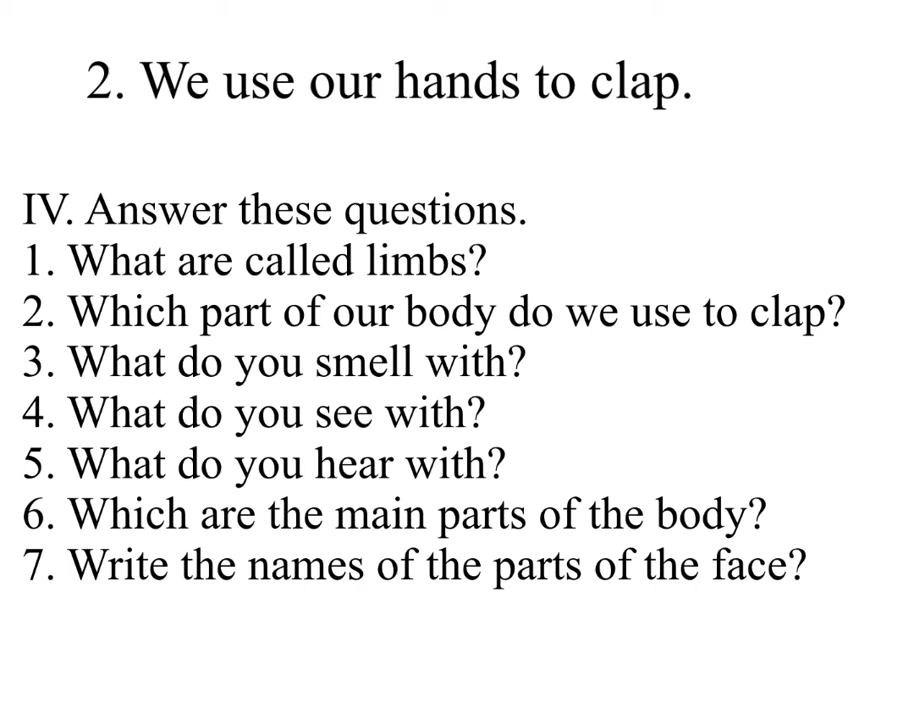 2. We use our hands to clap.
IV. Answer these questions.
1. What are called limbs?
2. Which part of our body do we use to clap?
3. What do you smell with?
4. What do you see with?
5. What do you hear with?
6. Which are the main parts of the body?
7. Write the names of the parts of the face?